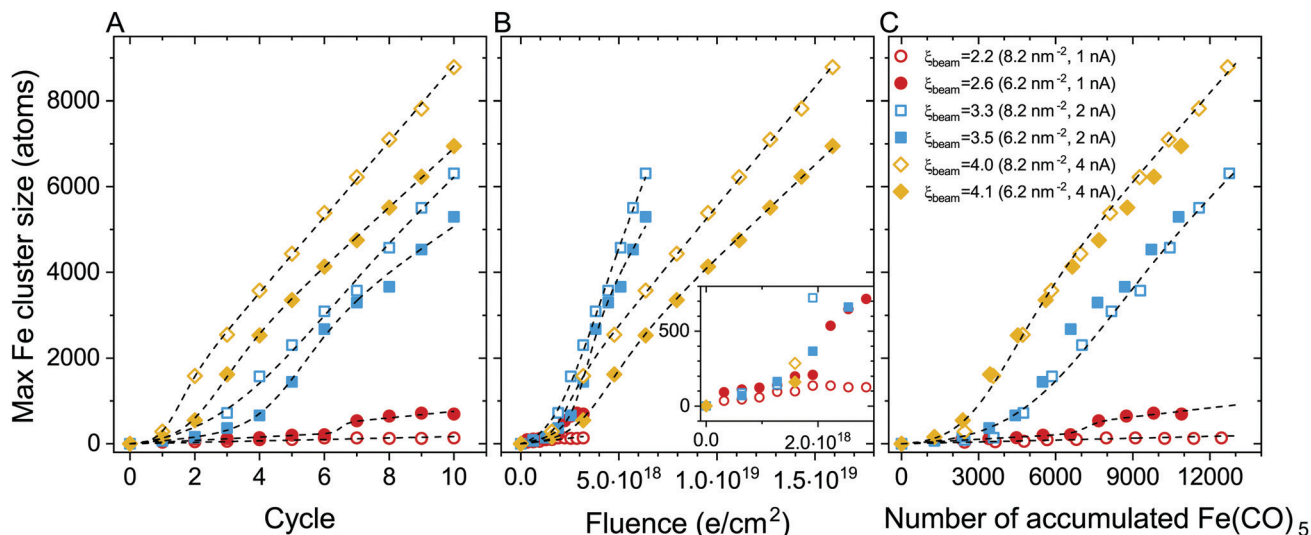 A
B
C
Max Fe cluster size (atoms)
8000
6000
4000
2000
0
0
2
4
6
8
10
Cycle
500
0
0.0
2.0·10¹⁸
0.0
5.0·10¹⁸
1.0·10¹⁹
1.5·10¹⁹
Fluence (e/cm²)
ξbeam=2.2 (8.2 nm⁻², 1 nA)
ξbeam=2.6 (6.2 nm⁻², 1 nA)
ξbeam=3.3 (8.2 nm⁻², 2 nA)
ξbeam=3.5 (6.2 nm⁻², 2 nA)
ξbeam=4.0 (8.2 nm⁻², 4 nA)
ξbeam=4.1 (6.2 nm⁻², 4 nA)
0
3000
6000
9000
12000
Number of accumulated Fe(CO)₅